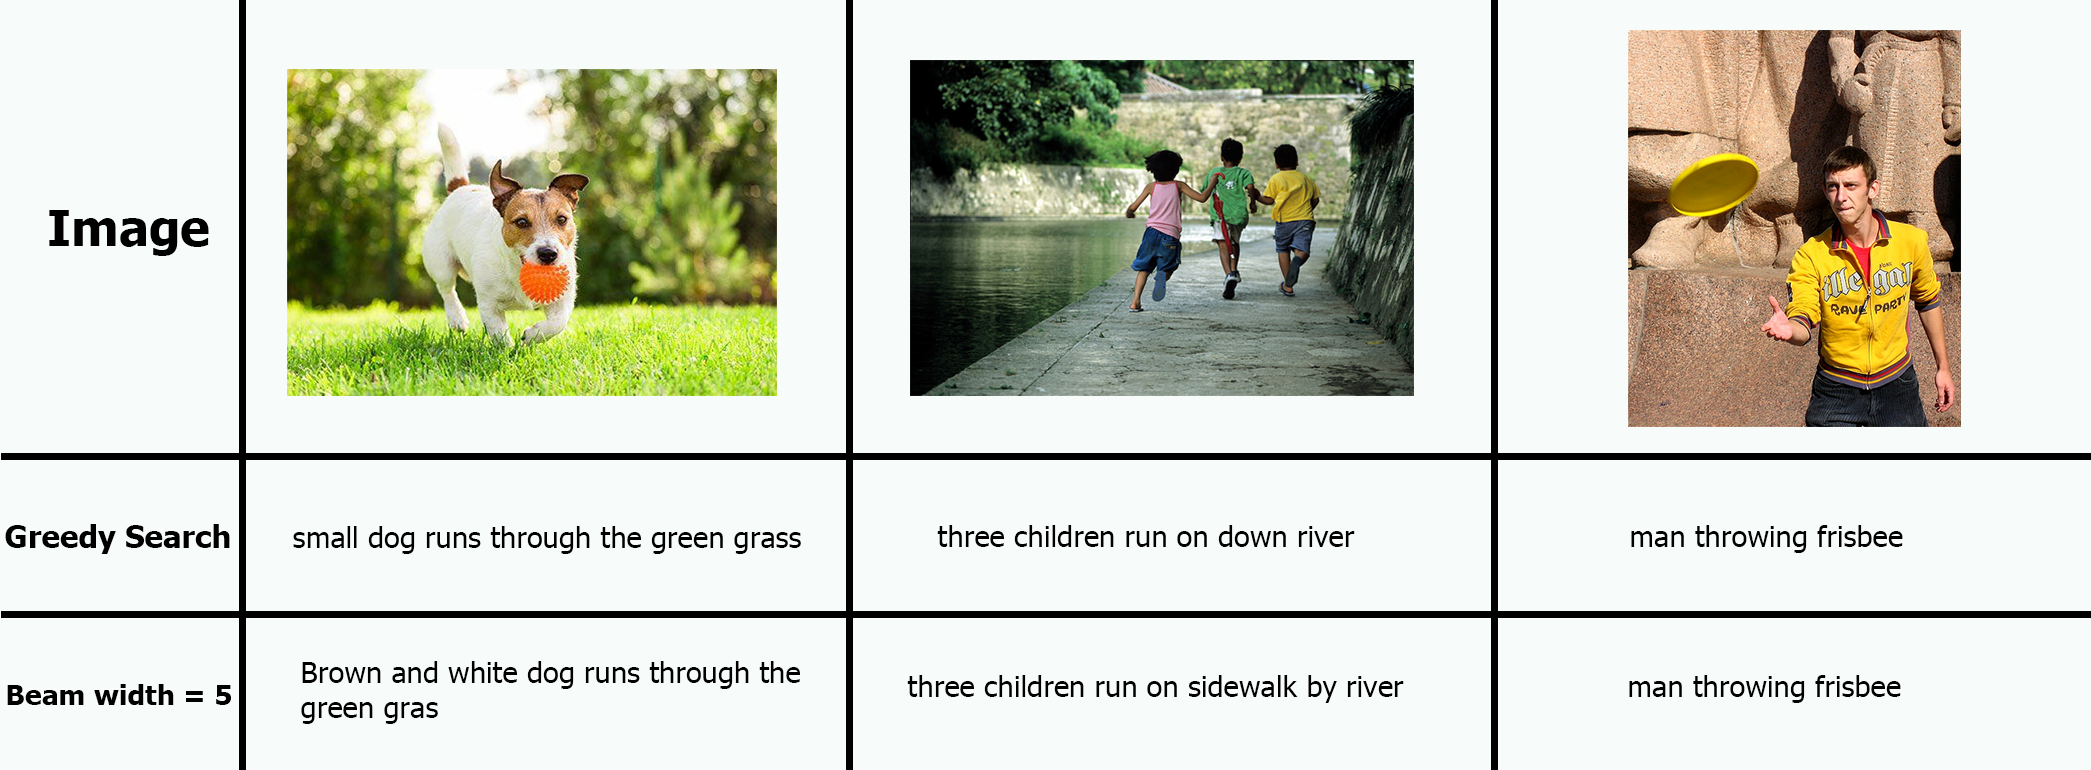 Image
illegal
RAVE PARTY
Greedy Search
small dog runs through the green grass
three children run on down river
man throwing frisbee
Beam width = 5
Brown and white dog runs through the
green gras
three children run on sidewalk by river
man throwing frisbee